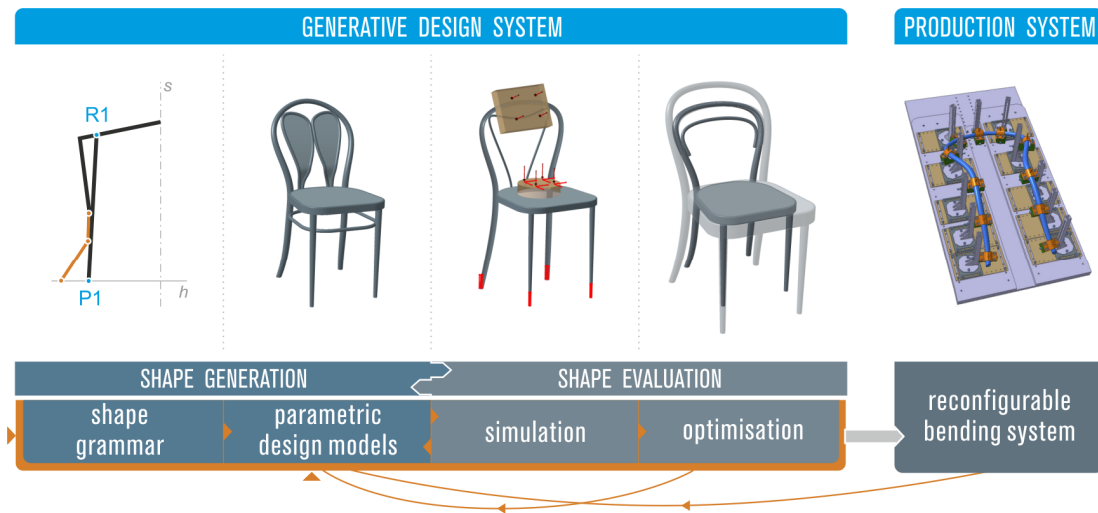 GENERATIVE DESIGN SYSTEM
PRODUCTION SYSTEM
s
R1
P1
h
SHAPE GENERATION
SHAPE EVALUATION
shape
grammar
parametric
design models
simulation
optimisation
reconfigurable
bending system